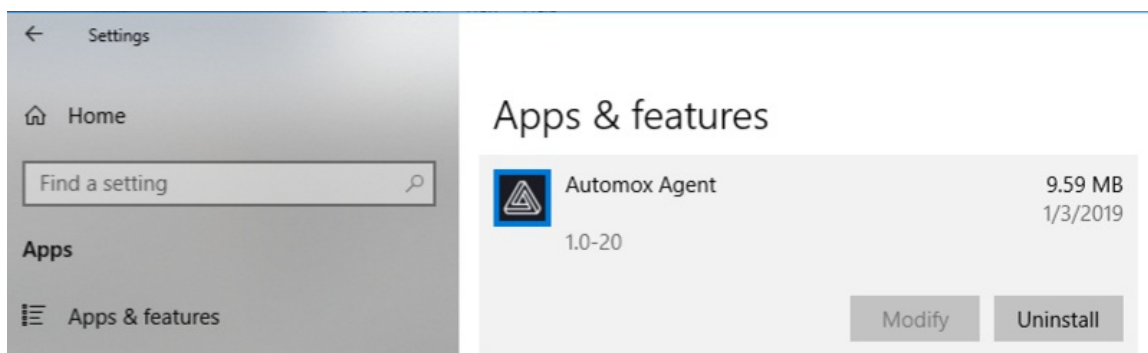 Settings
Home
Find a setting
Apps
Apps & features
Apps & features
Automox Agent
9.59 MB
1/3/2019
1.0-20
Modify
Uninstall